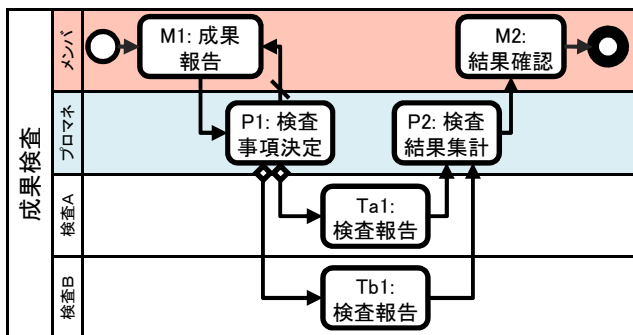 成果検査
メンバ
M1: 成果
報告
M2:
結果確認
プロマネ
P1: 検査
事項決定
P2: 検査
結果集計
検査A
Ta1:
検査報告
検査B
Tb1:
検査報告